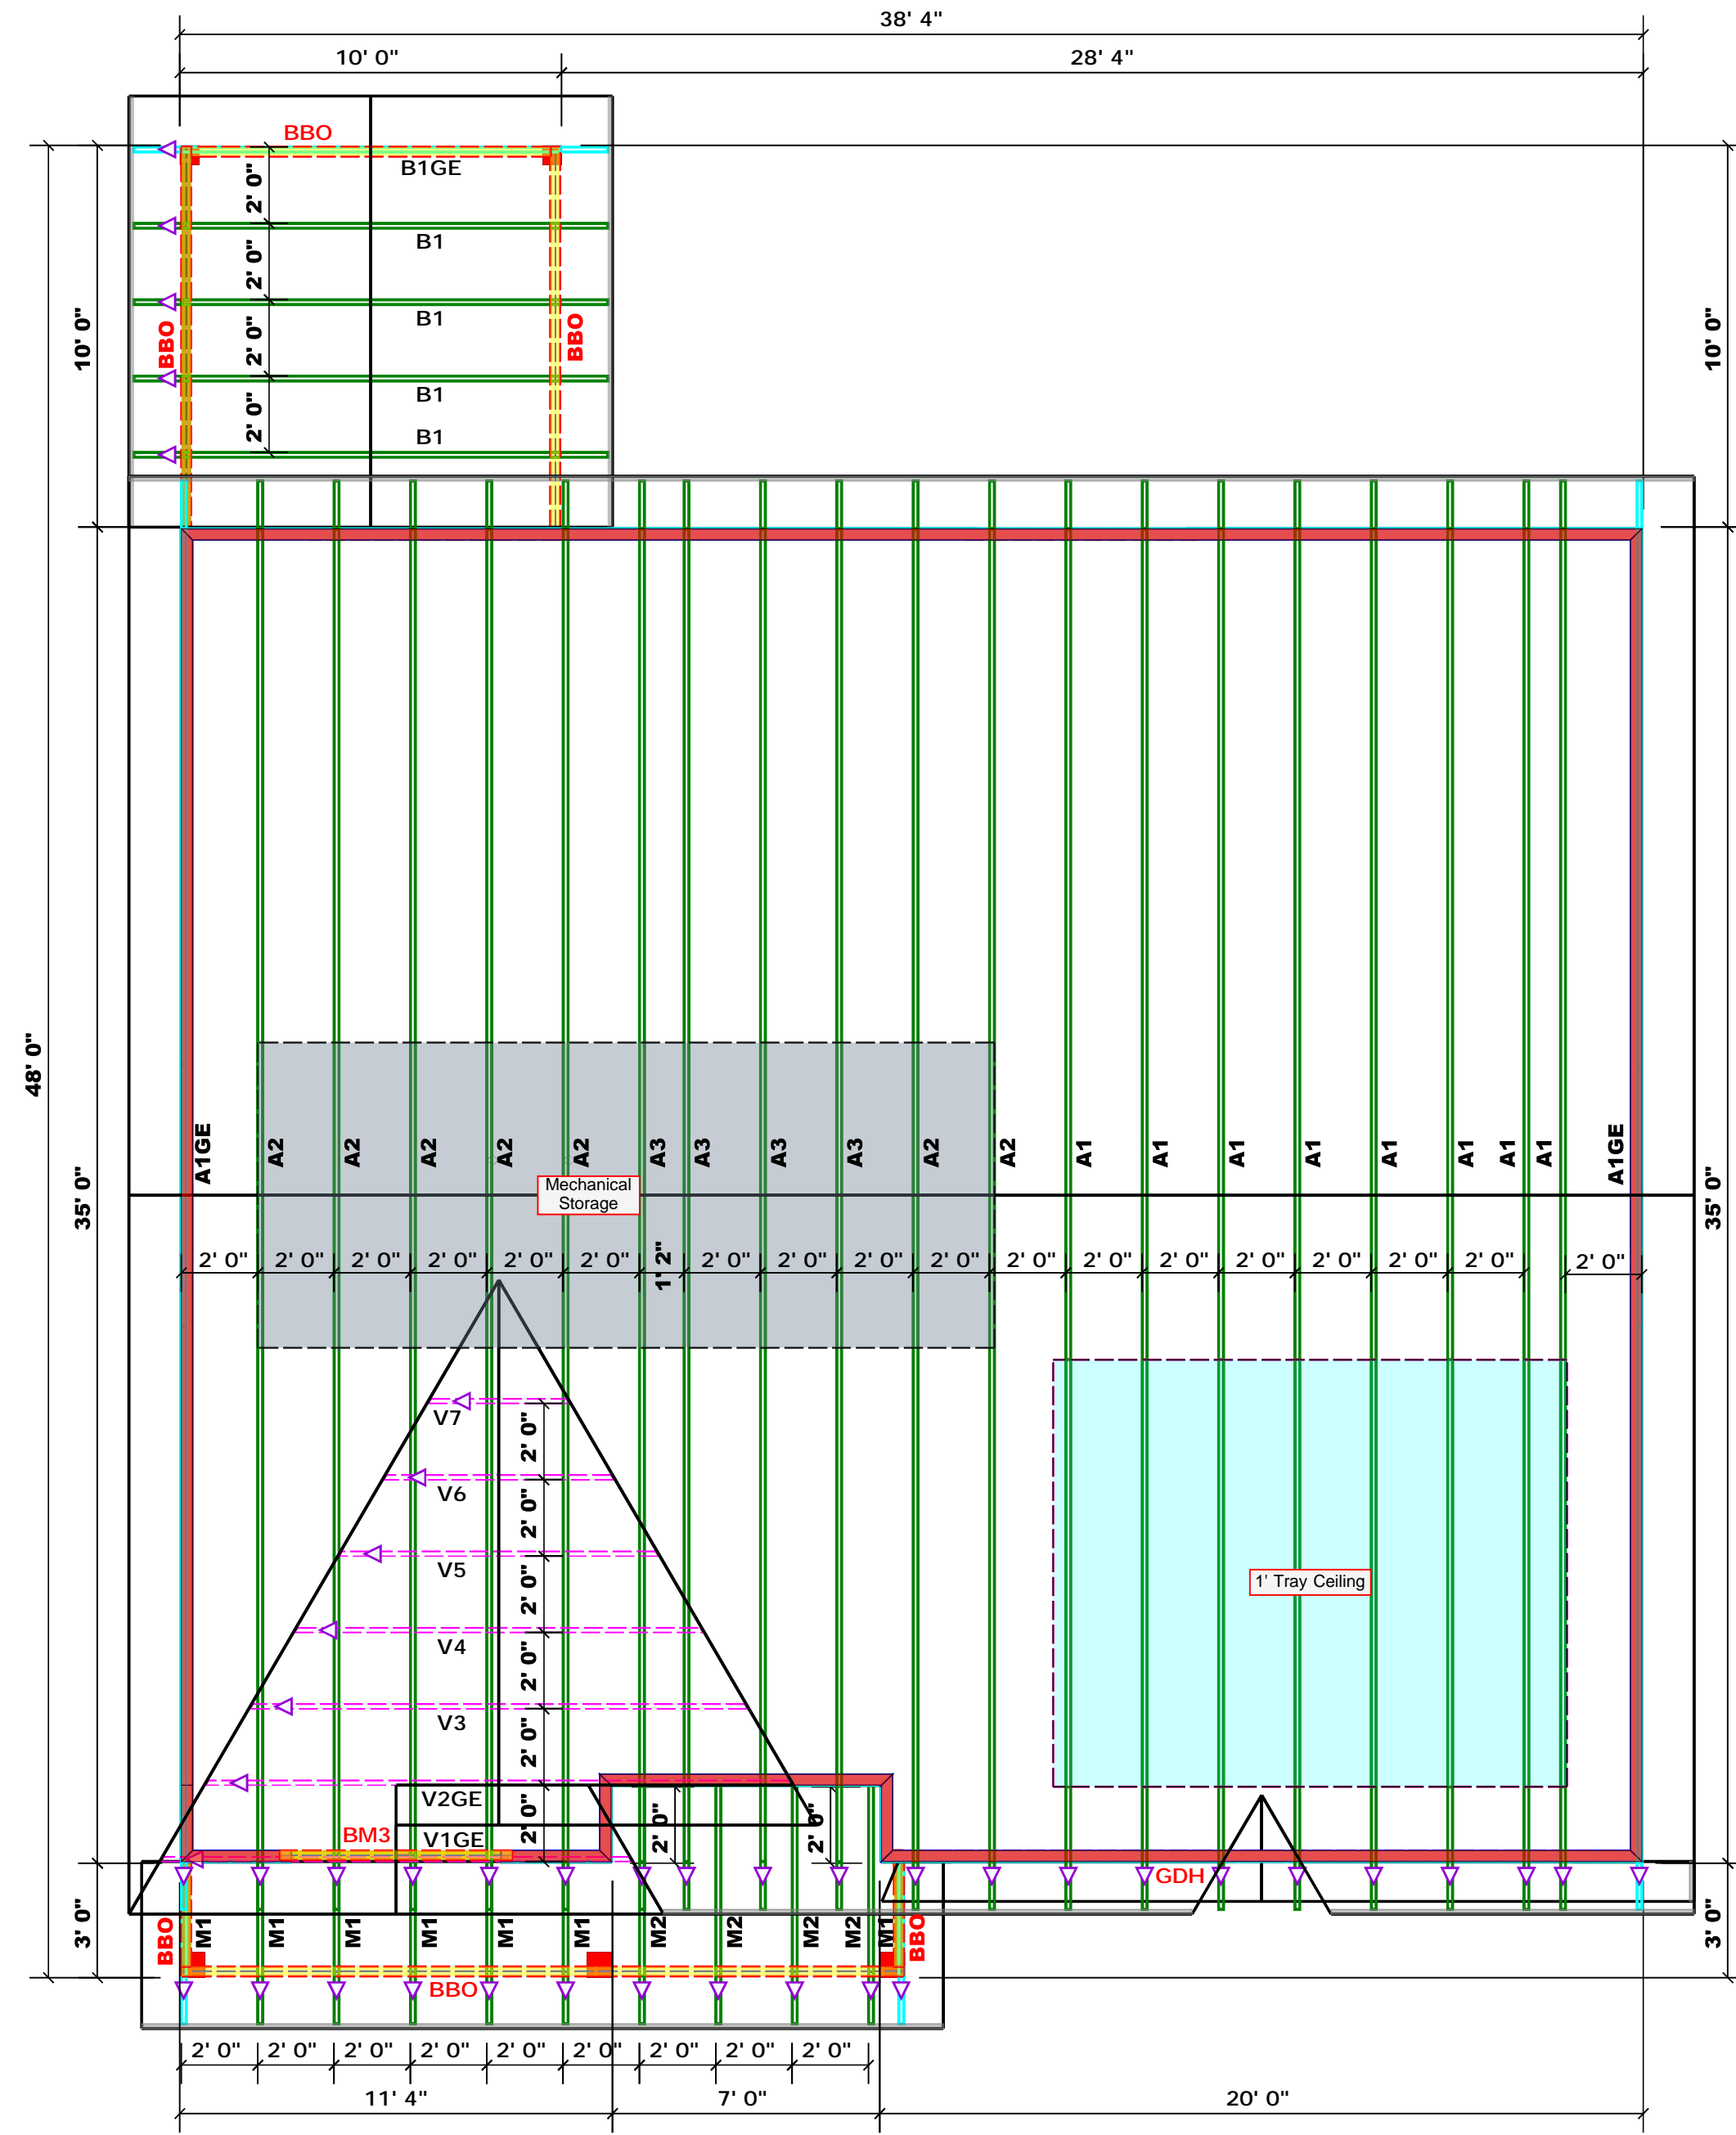 38' 4"
10' 0"
28' 4"
BBO
B1GE
2' 0"
B1
2' 0"
B1
2' 0"
B1
2' 0"
B1
BBO
BBO
10' 0"
10' 0"
48' 0"
35' 0"
35' 0"
A1GE
A2
A2
A2
A2
A2
A3
A3
A3
A3
A2
A2
A1
A1
A1
A1
A1
A1
A1
A1
A1GE
Mechanical
Storage
2' 0"
2' 0"
2' 0"
2' 0"
2' 0"
2' 0"
1' 2"
2' 0"
2' 0"
2' 0"
2' 0"
2' 0"
2' 0"
2' 0"
2' 0"
2' 0"
2' 0"
2' 0"
2' 0"
V7
2' 0"
V6
2' 0"
V5
2' 0"
1' Tray Ceiling
V4
2' 0"
V3
2' 0"
V2GE
2' 0"
2' 0"
2' 0"
BM3
V1GE
GDH
3' 0"
3' 0"
BBO
M1
M1
M1
M1
M1
M1
M2
M2
M2
M2
M1
BBO
BBO
2' 0"
2' 0"
2' 0"
2' 0"
2' 0"
2' 0"
2' 0"
2' 0"
2' 0"
11' 4"
7' 0"
20' 0"